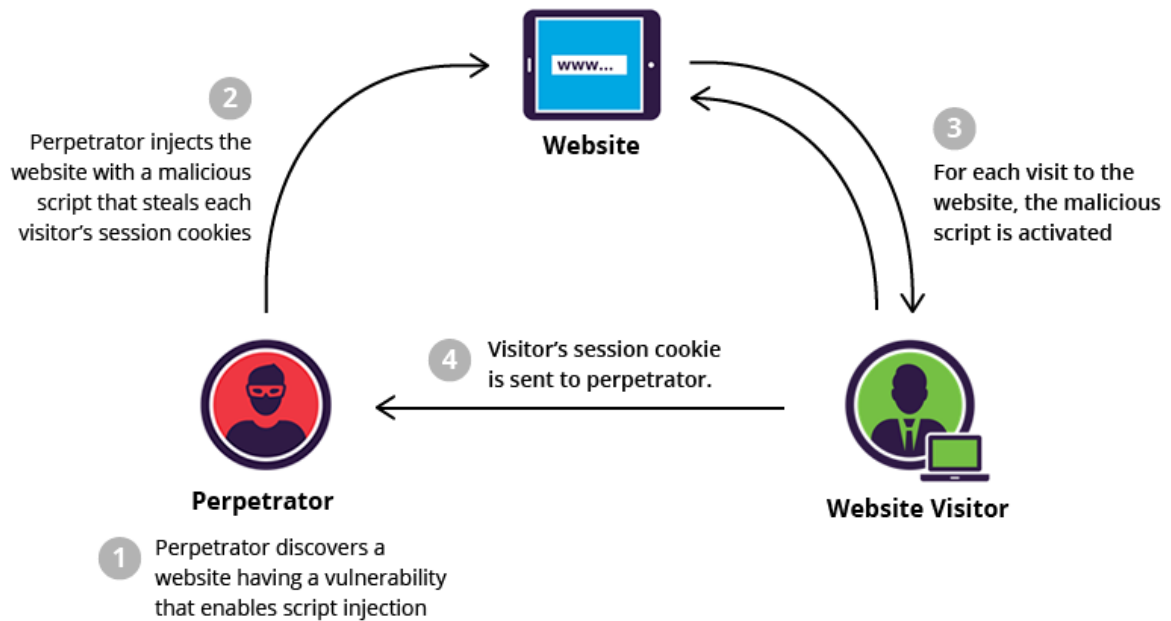 www...
Website
2
Perpetrator injects the
website with a malicious
script that steals each
visitor's session cookies
3
For each visit to the
website, the malicious
script is activated
4
Visitor's session cookie
is sent to perpetrator.
Perpetrator
Website Visitor
1
Perpetrator discovers a
website having a vulnerability
that enables script injection